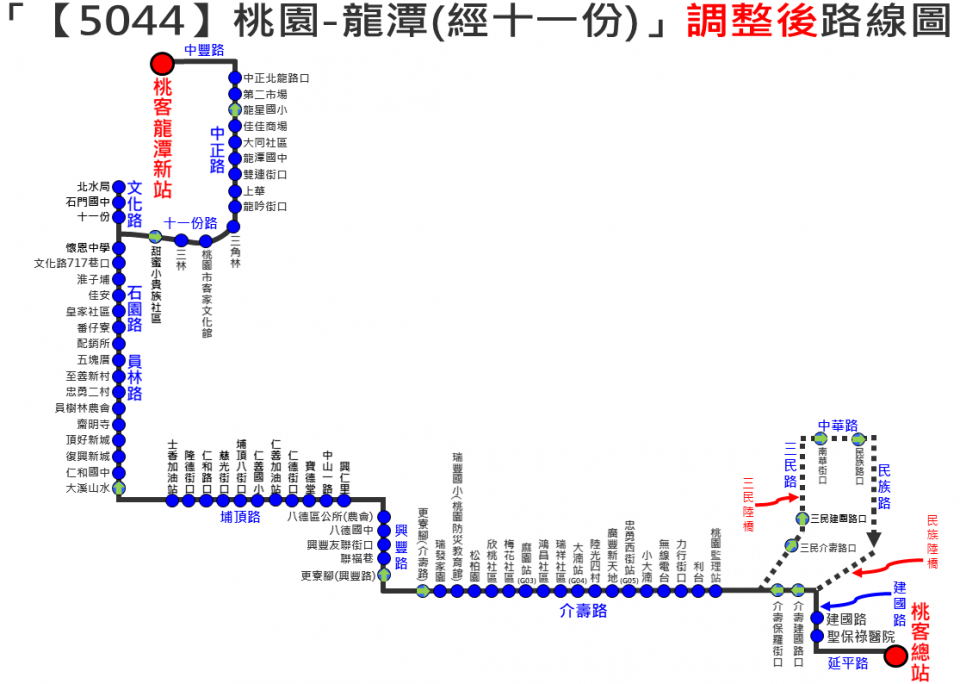 「【5044】桃園-龍潭(經十一份)」調整後路線圖
中豐路
桃客龍潭新站
中正北龍路口
第二市場
龍星國小
佳佳商場
大同社區
龍潭國中
雙連街口
上華
龍吟街口
中正路
三角林
十一份路
桃園市客家文化館
三林
甜蜜小貴族社區
文化路
北水局
石門國中
十一份
懷恩中學
文化路717巷口
淮子埔
佳安
皇家社區
番仔寮
配銷所
五塊厝
至善新村
忠勇二村
員樹林農會
齋明寺
頂好新城
復興新城
仁和國中
大溪山水
石園路
員林路
士香加油站
隆德街口
仁和路口
慈光街口
埔頂八街口
仁善國小
仁善加油站
仁德街口
寶德堂
中山一路
興仁里
埔頂路
八德區公所(農會)
八德國中
興豐友聯街口
聯福巷
更寮腳(興豐路)
興豐路
更寮腳(介壽路)
瑞發家園
瑞豐國小(桃園防災教育館)
松柏園
欣桃社區
梅花社區
麻園站(G03)
鴻昌社區
瑞祥社區
大湳站(G04)
陸光四村
廣豐新天地
忠勇西街站(G05)
小大湳
無線電台
力行街口
利台
桃園監理站
介壽路
介壽保羅街口
介壽建國路口
三民介壽路口
三民建國路口
三民陸橋
三民路
中華路
南華街口
民族路口
民族路
民族陸橋
建國路
建國路
聖保祿醫院
延平路
桃客總站